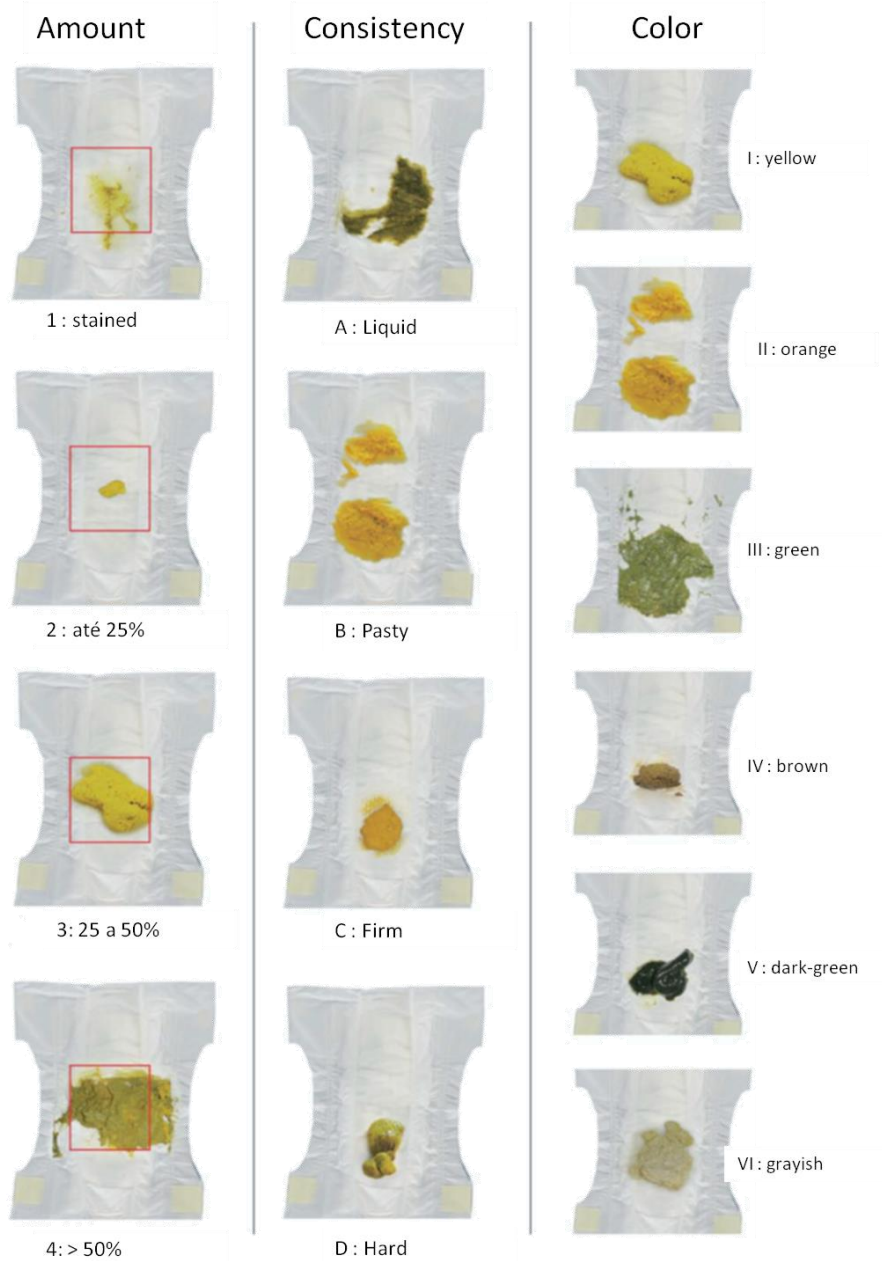 Amount
1 : stained
2 : até 25%
3: 25 a 50%
4: > 50%
Consistency
A : Liquid
B : Pasty
C : Firm
D : Hard
Color
I : yellow
II : orange
III : green
IV : brown
V : dark-green
VI : grayish